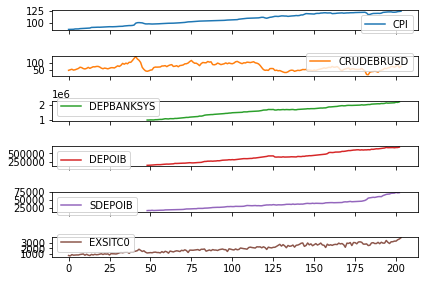 125
100
CPI
100
50
CRUDEBRUSD
1e6
2
1
DEPBANKSYS
500000
250000
DEPOIB
75000
50000
25000
SDEPOIB
3000
2000
1000
EXSITC0
0 25 50 75 100 125 150 175 200